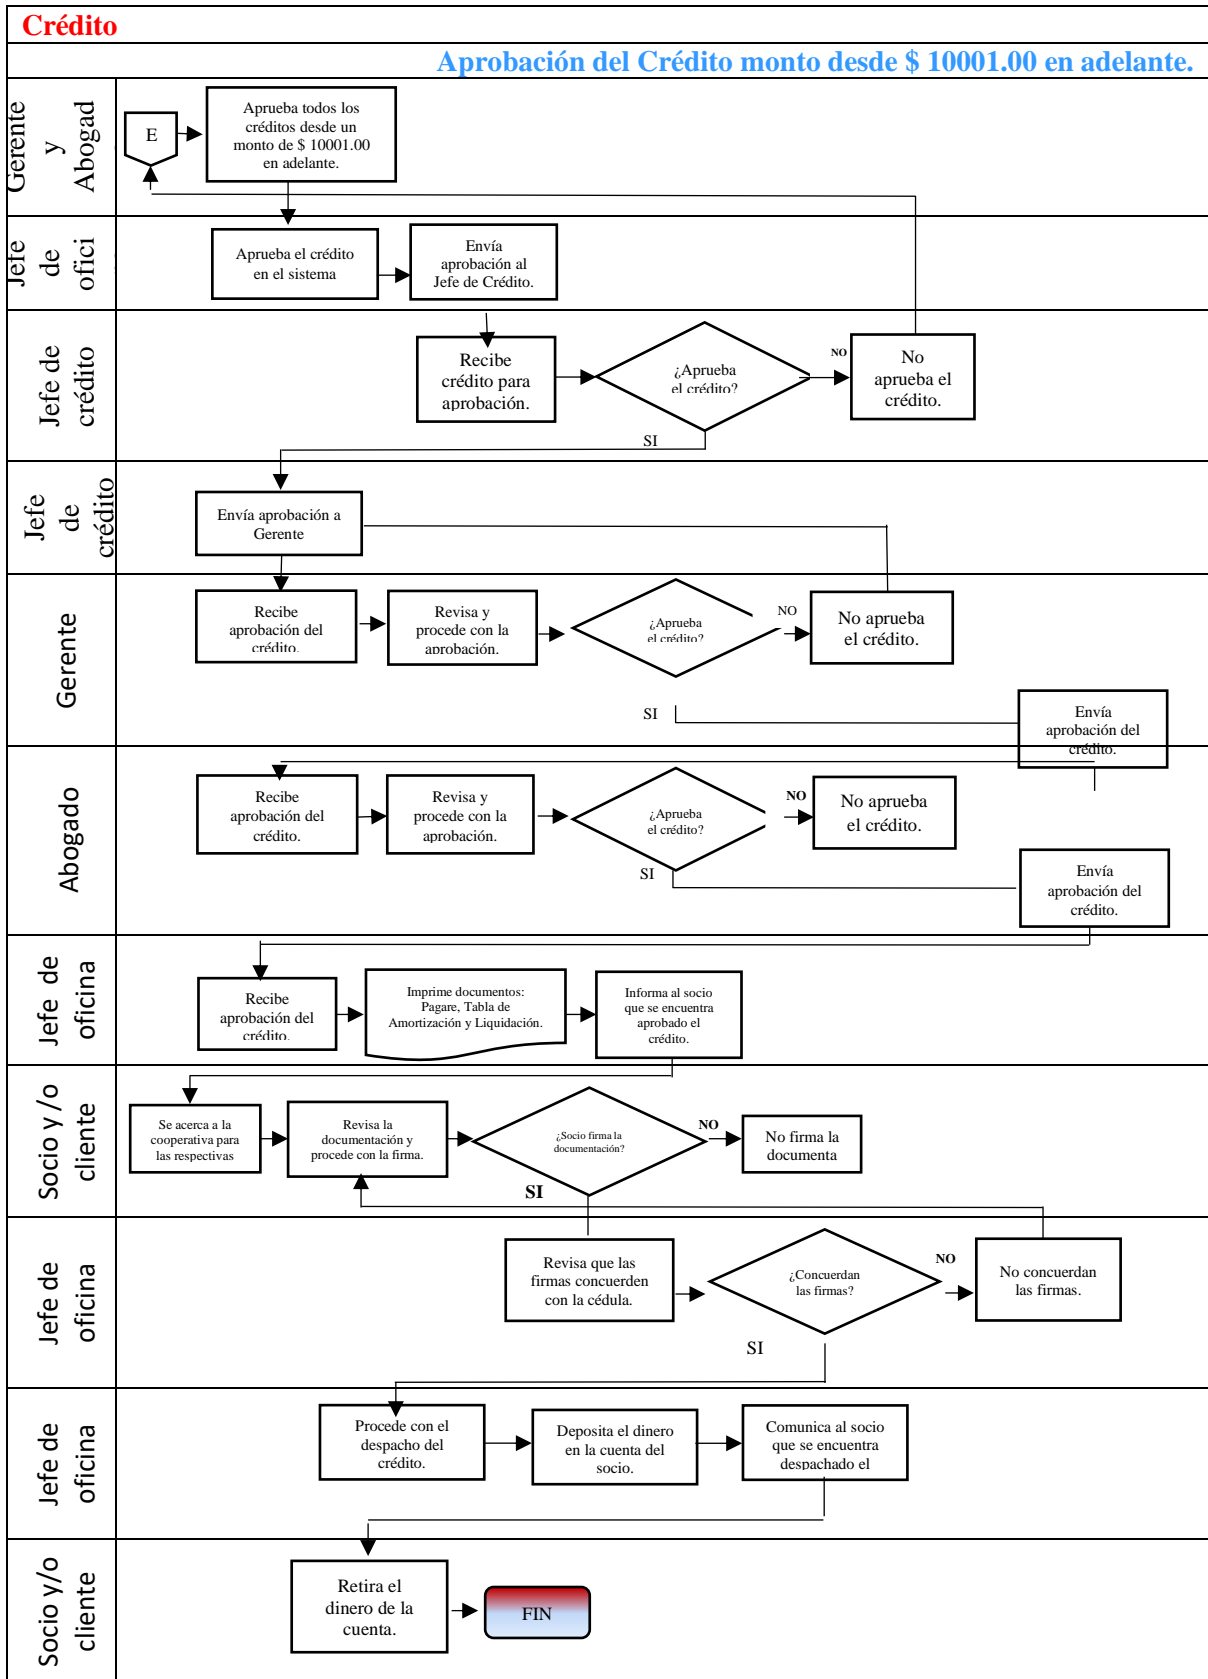 Crédito
Aprobación del Crédito monto desde $ 10001.00 en adelante.
Gerente
y
Abogad
E
Aprueba todos los
créditos desde un
monto de $ 10001.00
en adelante.
Jefe
de
ofici
Aprueba el crédito
en el sistema
Envía
aprobación al
Jefe de Crédito.
Jefe de
crédito
Recibe
crédito para
aprobación.
¿Aprueba
el crédito?
NO
No
aprueba el
crédito.
SI
Jefe
de
crédito
Envía aprobación a
Gerente
Gerente
Recibe
aprobación del
crédito.
Revisa y
procede con la
aprobación.
¿Aprueba
el crédito?
NO
No aprueba
el crédito.
SI
Envía
aprobación del
crédito.
Abogado
Recibe
aprobación del
crédito.
Revisa y
procede con la
aprobación.
¿Aprueba
el crédito?
NO
No aprueba
el crédito.
SI
Envía
aprobación del
crédito.
Jefe de
oficina
Recibe
aprobación del
crédito.
Imprime documentos:
Pagare, Tabla de
Amortización y Liquidación.
Informa al socio
que se encuentra
aprobado el
crédito.
Socio y /o
cliente
Se acerca a la
cooperativa para
las respectivas
Revisa la
documentación y
procede con la firma.
¿Socio firma la
documentación?
NO
No firma la
documenta
SI
Jefe de
oficina
Revisa que las
firmas concuerden
con la cédula.
¿Concuerdan
las firmas?
NO
No concuerdan
las firmas.
SI
Jefe de
oficina
Procede con el
despacho del
crédito.
Deposita el dinero
en la cuenta del
socio.
Comunica al socio
que se encuentra
despachado el
Socio y/o
cliente
Retira el
dinero de la
cuenta.
FIN